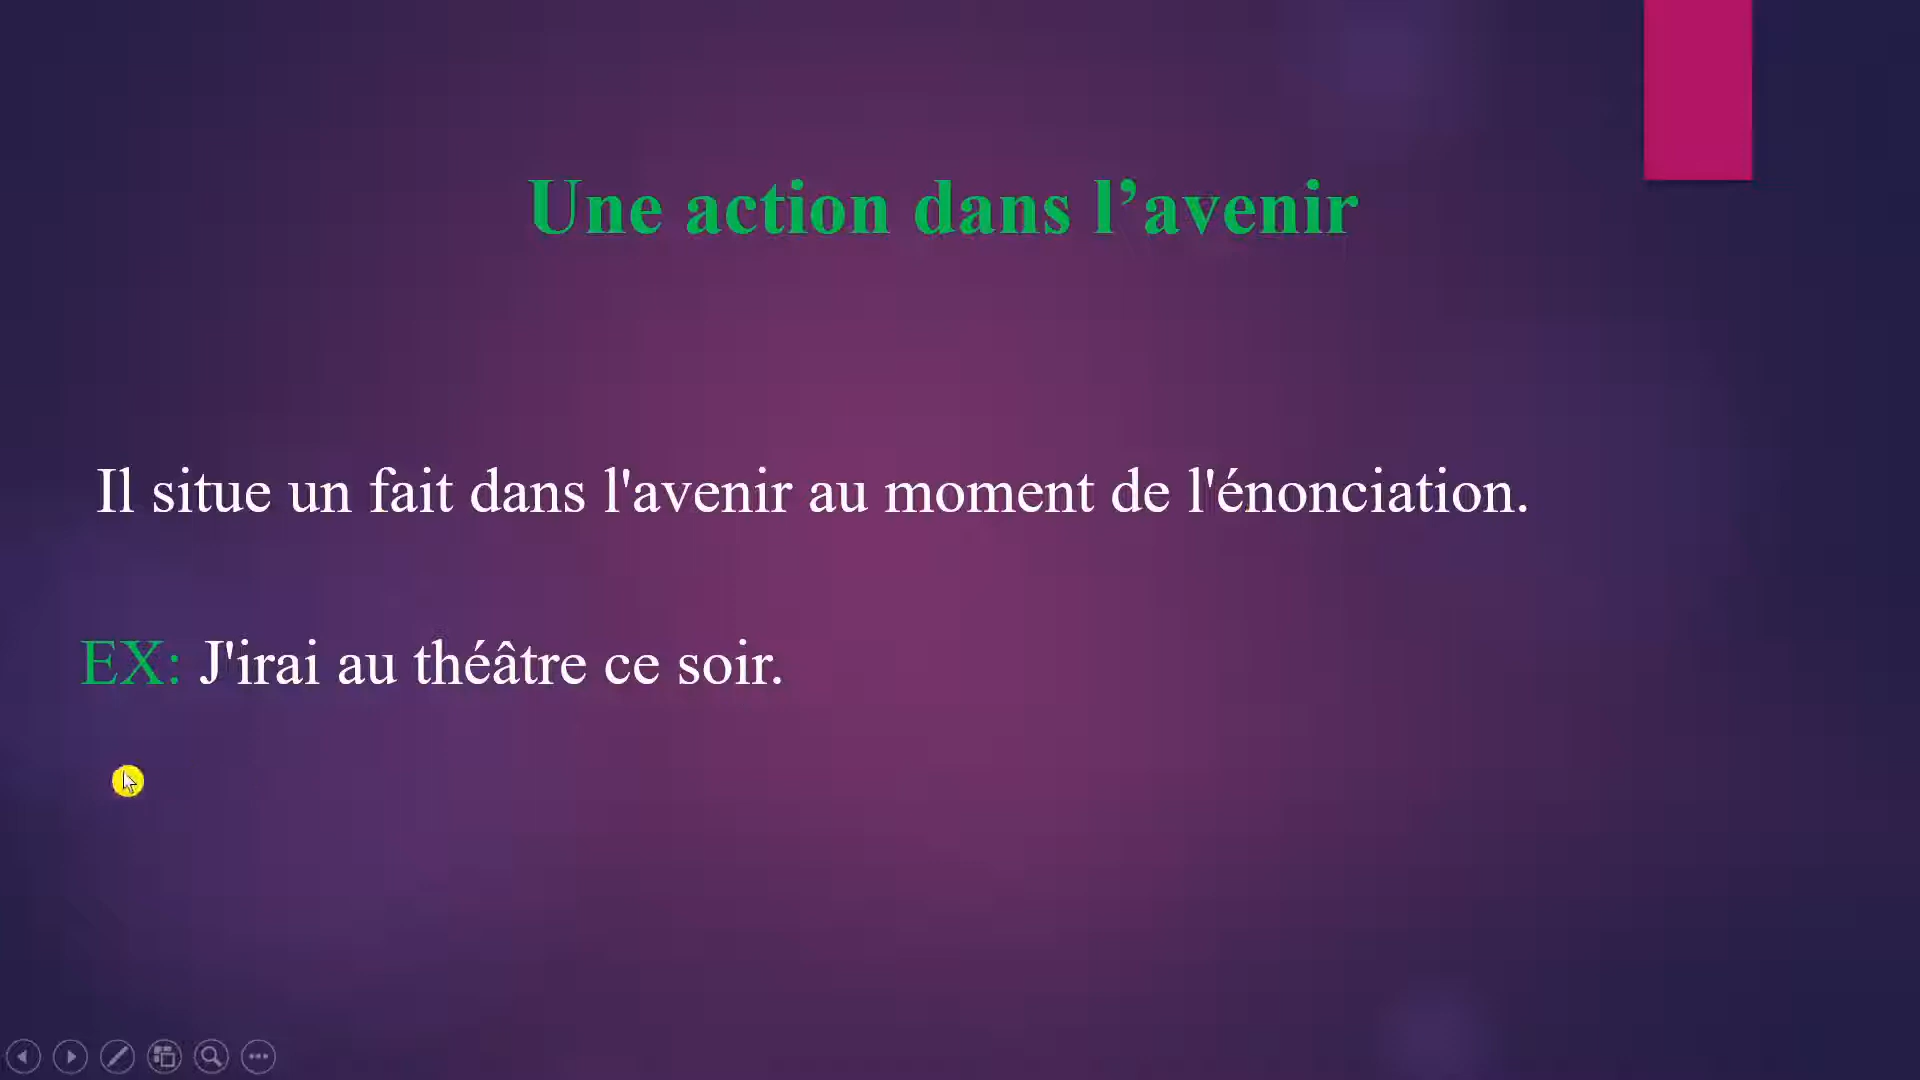 Une action dans l’avenir
Il situe un fait dans l'avenir au moment de l'énonciation.
EX: J'irai au théâtre ce soir.